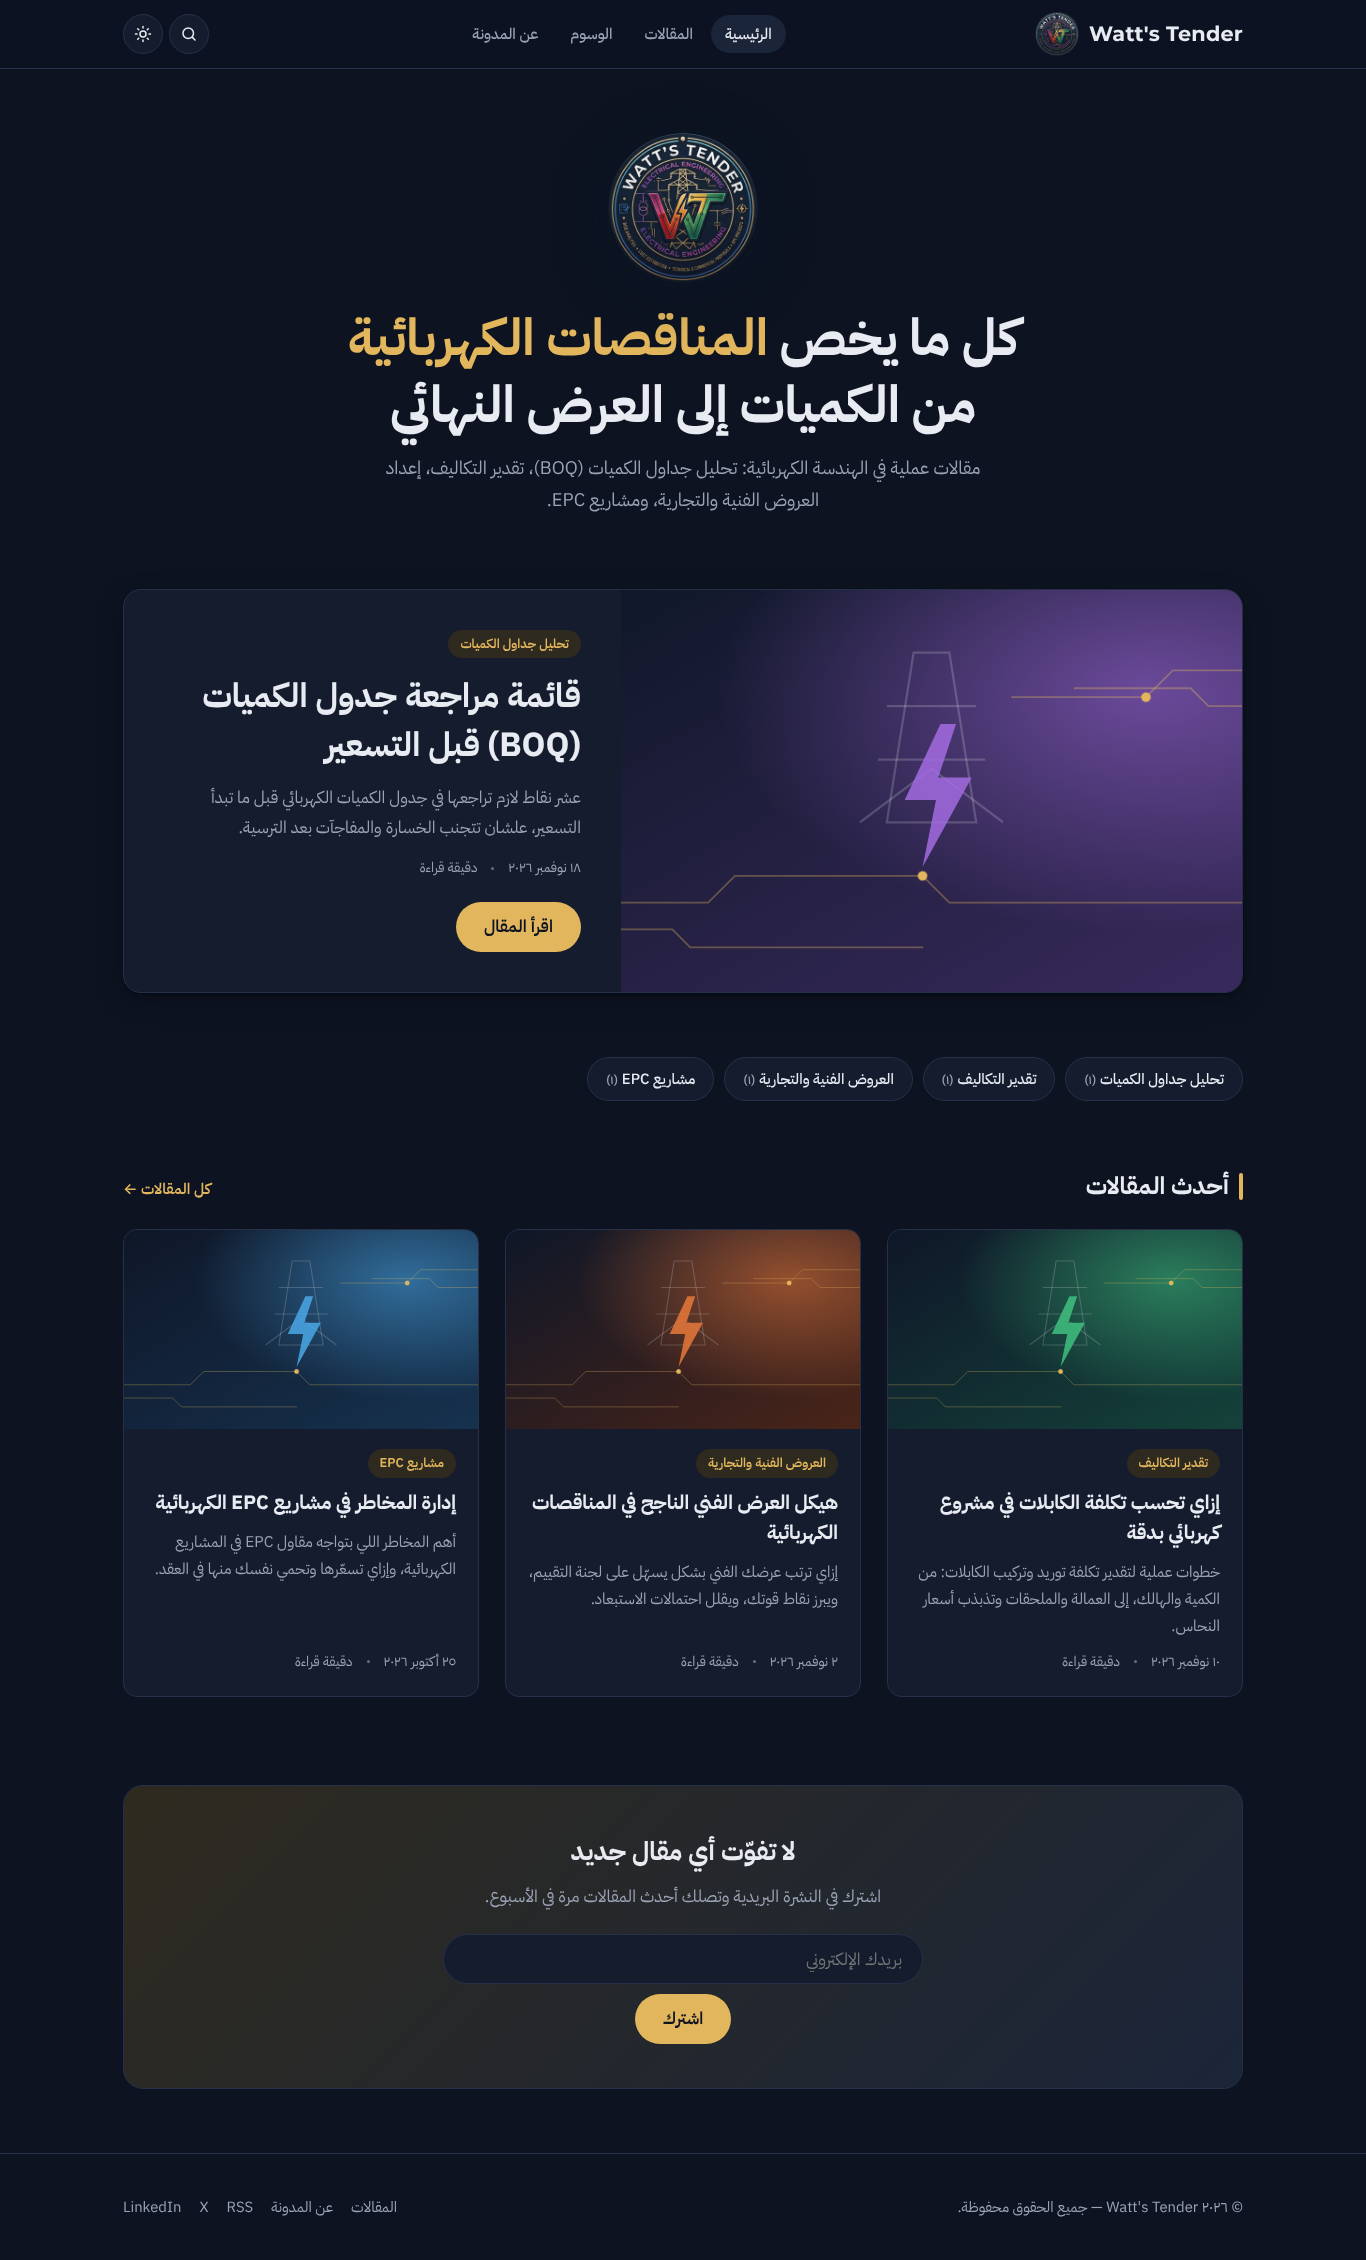 Watt's Tender
الرئيسية
المقالات
الوسوم
عن المدونة
WATT'S TENDER
ELECTRICAL ENGINEERING
WT
ELECTRICAL ENGINEERING
كل ما يخص المناقصات الكهربائية
من الكميات إلى العرض النهائي
مقالات عملية في الهندسة الكهربائية: تحليل جداول الكميات (BOQ)، تقدير التكاليف، إعداد
العروض الفنية والتجارية، ومشاريع EPC.
تحليل جداول الكميات
قائمة مراجعة جدول الكميات
(BOQ) قبل التسعير
عشر نقاط لازم تراجعها في جدول الكميات الكهربائي قبل ما تبدأ
التسعير، علشان تتجنب الخسارة والمفاجآت بعد الترسية.
١٨ نوفمبر ٢٠٢٦ • دقيقة قراءة
اقرأ المقال
تحليل جداول الكميات (١)
تقدير التكاليف (١)
العروض الفنية والتجارية (١)
مشاريع EPC (١)
أحدث المقالات
كل المقالات ←
تقدير التكاليف
إزاي تحسب تكلفة الكابلات في مشروع
كهربائي بدقة
خطوات عملية لتقدير تكلفة توريد وتركيب الكابلات: من
الكمية والهالك، إلى العمالة والملحقات وتذبذب أسعار
النحاس.
١٠ نوفمبر ٢٠٢٦ • دقيقة قراءة
العروض الفنية والتجارية
هيكل العرض الفني الناجح في المناقصات
الكهربائية
إزاي ترتب عرضك الفني بشكل يسهّل على لجنة التقييم،
ويبرز نقاط قوتك، ويقلل احتمالات الاستبعاد.
٢ نوفمبر ٢٠٢٦ • دقيقة قراءة
مشاريع EPC
إدارة المخاطر في مشاريع EPC الكهربائية
أهم المخاطر اللي بتواجه مقاول EPC في المشاريع
الكهربائية، وإزاي تسعّرها وتحمي نفسك منها في العقد.
٢٥ أكتوبر ٢٠٢٦ • دقيقة قراءة
لا تفوّت أي مقال جديد
اشترك في النشرة البريدية وتصلك أحدث المقالات مرة في الأسبوع.
بريدك الإلكتروني
اشترك
© ٢٠٢٦ Watt's Tender — جميع الحقوق محفوظة.
المقالات
عن المدونة
RSS
X
LinkedIn